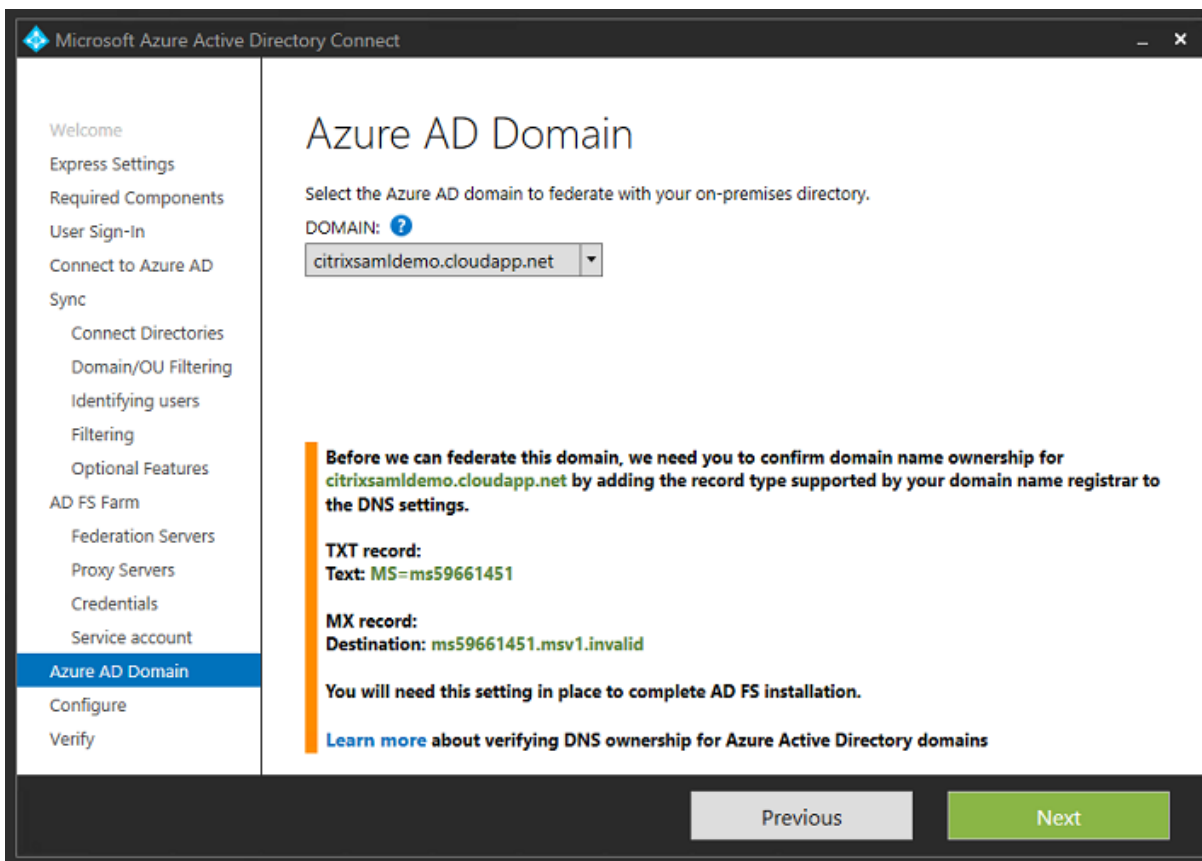 Microsoft Azure Active Directory Connect
Welcome
Express Settings
Required Components
User Sign-In
Connect to Azure AD
Sync
Connect Directories
Domain/OU Filtering
Identifying users
Filtering
Optional Features
AD FS Farm
Federation Servers
Proxy Servers
Credentials
Service account
Azure AD Domain
Configure
Verify
Azure AD Domain
Select the Azure AD domain to federate with your on-premises directory.
DOMAIN: ?
citrixsamldemo.cloudapp.net
Before we can federate this domain, we need you to confirm domain name ownership for
citrixsamldemo.cloudapp.net by adding the record type supported by your domain name registrar to
the DNS settings.
TXT record:
Text: MS=ms59661451
MX record:
Destination: ms59661451.msv1.invalid
You will need this setting in place to complete AD FS installation.
Learn more about verifying DNS ownership for Azure Active Directory domains
Previous
Next